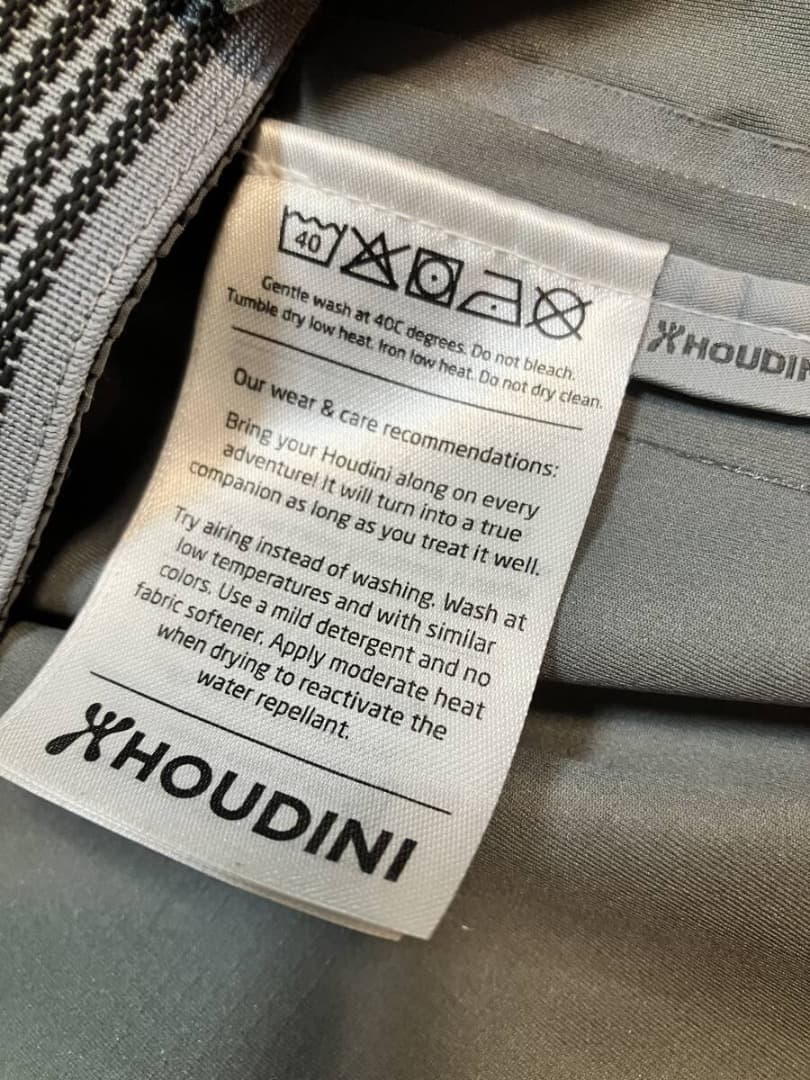 40
Gentle wash at 40C degrees. Do not bleach.
Tumble dry low heat. Iron low heat. Do not dry clean.
Our wear & care recommendations:
Bring your Houdini along on every
adventure! It will turn into a true
companion as long as you treat it well.
Try airing instead of washing. Wash at
low temperatures and with similar
colors. Use a mild detergent and no
fabric softener. Apply moderate heat
when drying to reactivate the
water repellant.
HOUDINI
HOUDIN